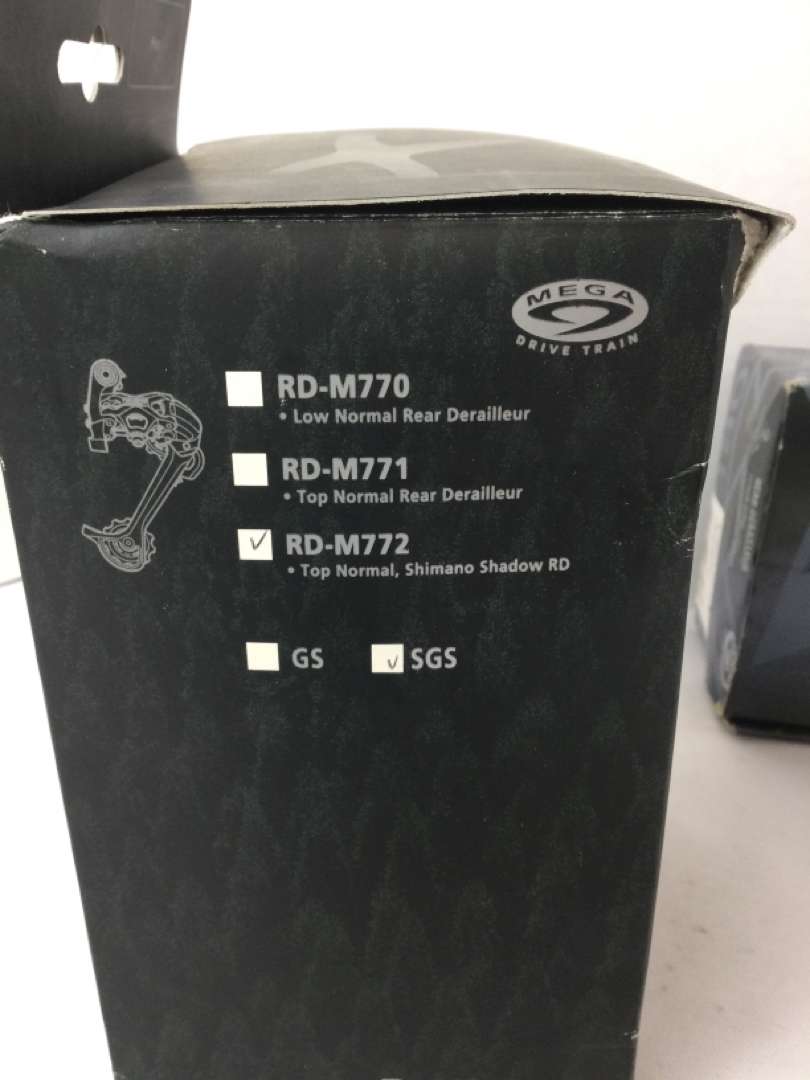 MEGA
9
DRIVE TRAIN
RD-M770
• Low Normal Rear Derailleur
RD-M771
• Top Normal Rear Derailleur
RD-M772
• Top Normal, Shimano Shadow RD
GS SGS